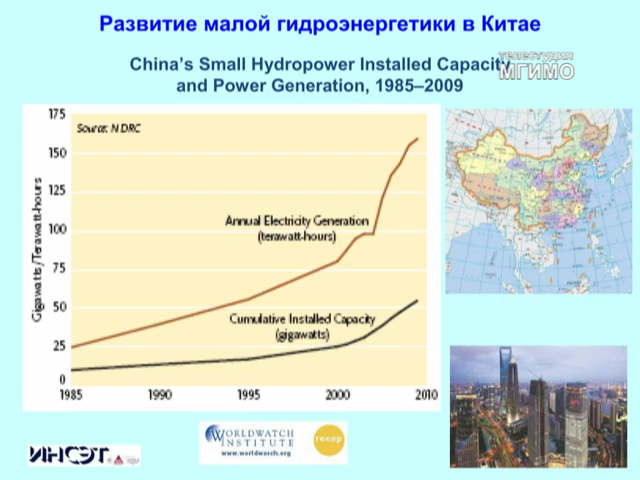 Развитие малой гидроэнергетики в Китае
China's Small Hydropower Installed Capacity
and Power Generation, 1985–2009
телестудия
МГИМО
175
Source: NDRC
150
125
100
75
50
25
0
Gigawatts/Terawatt-hours
Annual Electricity Generation
(terawatt-hours)
Cumulative Installed Capacity
(gigawatts)
1985 1990 1995 2000 2010
ИНСЭТ
WORLDWATCH
INSTITUTE
www.worldwatch.org
reeep